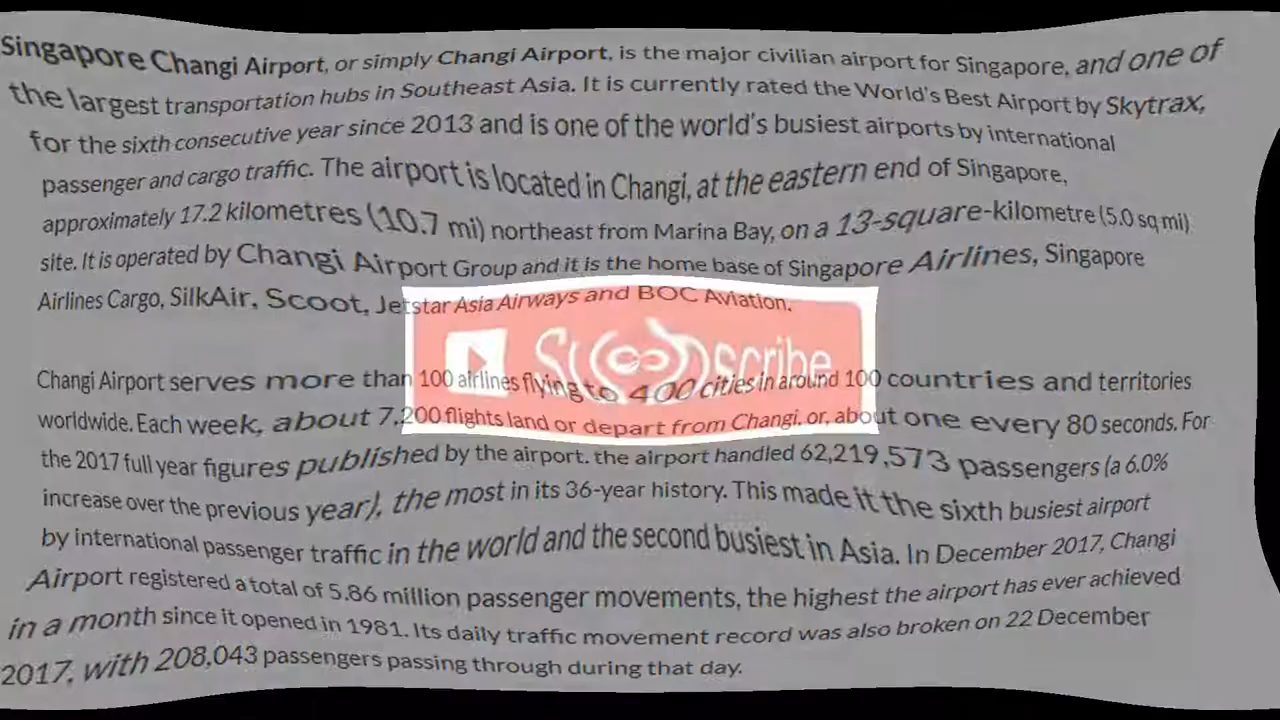 Singapore Changi Airport, or simply Changi Airport, is the major civilian airport for Singapore, and one of
the largest transportation hubs in Southeast Asia. It is currently rated the World's Best Airport by Skytrax,
for the sixth consecutive year since 2013 and is one of the world's busiest airports by international
passenger and cargo traffic. The airport is located in Changi, at the eastern end of Singapore,
approximately 17.2 kilometres (10.7 mi) northeast from Marina Bay, on a 13-square-kilometre (5.0 sq mi)
site. It is operated by Changi Airport Group and it is the home base of Singapore Airlines, Singapore
Airlines Cargo, SilkAir, Scoot, Jetstar Asia Airways and BOC Aviation.
Changi Airport serves more than 100 airlines flying to 400 cities in around 100 countries and territories
worldwide. Each week, about 7,200 flights land or depart from Changi, or, about one every 80 seconds. For
the 2017 full year figures published by the airport, the airport handled 62,219,573 passengers (a 6.0%
increase over the previous year), the most in its 36-year history. This made it the sixth busiest airport
by international passenger traffic in the world and the second busiest in Asia. In December 2017, Changi
Airport registered a total of 5.86 million passenger movements, the highest the airport has ever achieved
in a month since it opened in 1981. Its daily traffic movement record was also broken on 22 December
2017, with 208,043 passengers passing through during that day.